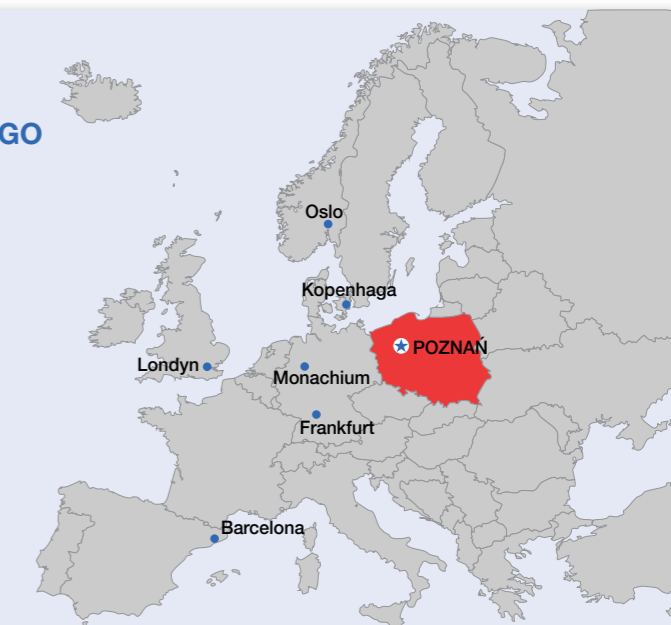 GO
Oslo
Kopenhaga
POZNAŃ
Londyn
Monachium
Frankfurt
Barcelona